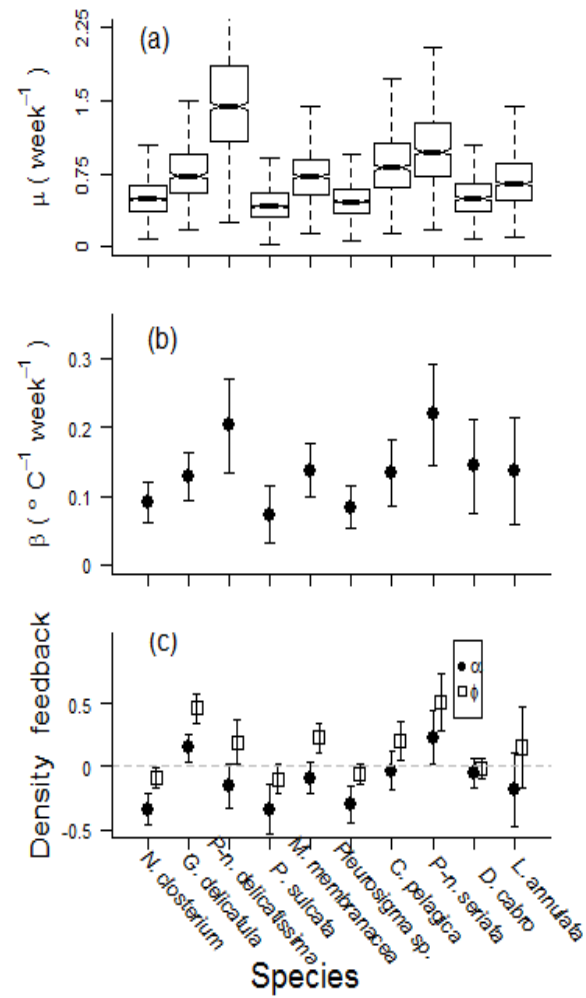 (a)
μ ( week⁻¹ )
2.25
1.5
0.75
0
(b)
β ( ° C⁻¹ week⁻¹ )
0.3
0.2
0.1
0
(c)
Density feedback
α
ϕ
0.5
0
-0.5
N. closterium
G. delicatula
P-n. delicatissima
P. sulcata
M. membranacea
Pleurosigma sp.
C. pelagica
P-n. seriata
D. cabro
L. annulata
Species